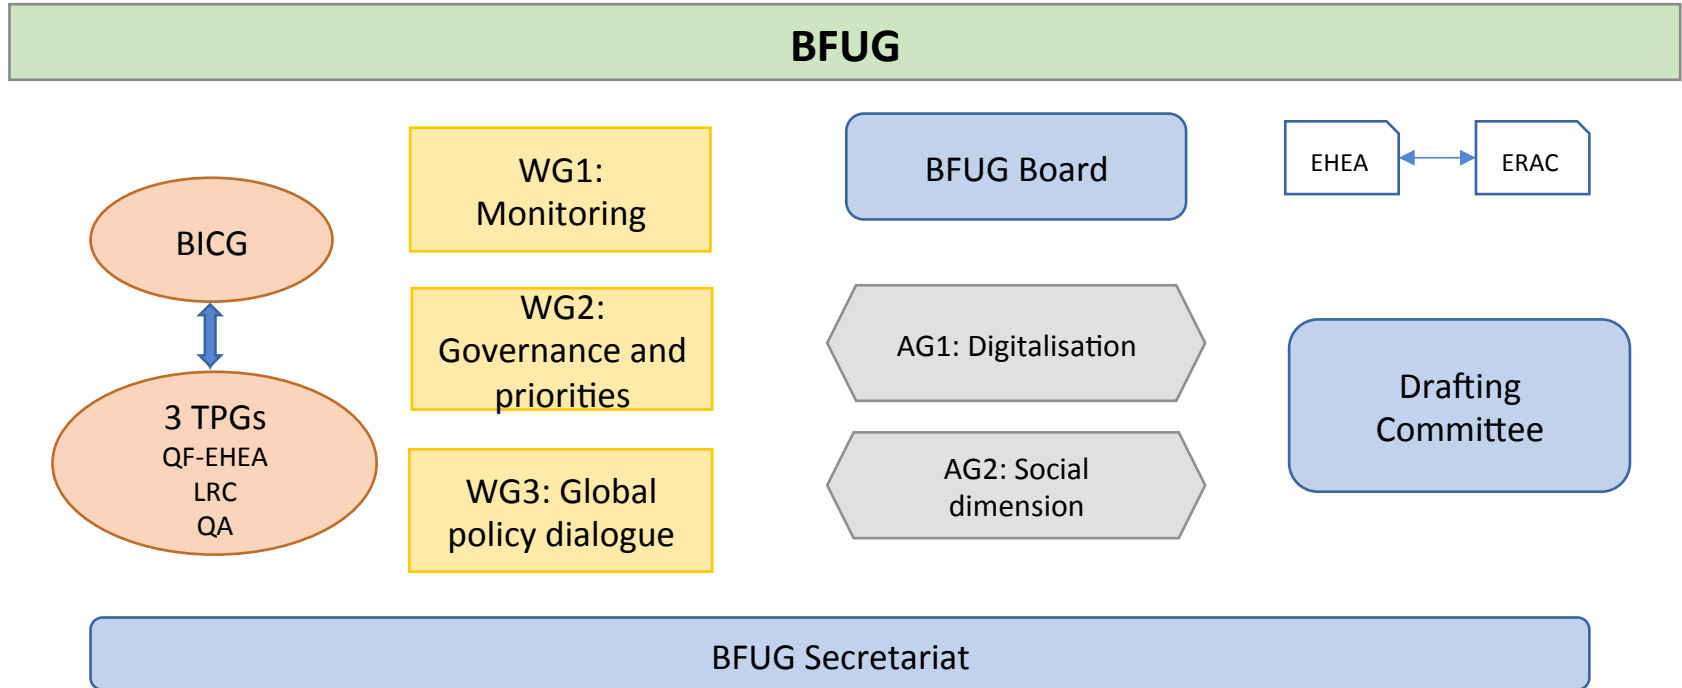 BFUG
BICG
3 TPGs
QF-EHEA
LRC
QA
WG1:
Monitoring
WG2:
Governance and
priorities
WG3: Global
policy dialogue
BFUG Board
AG1: Digitalisation
AG2: Social
dimension
EHEA
ERAC
Drafting
Committee
BFUG Secretariat